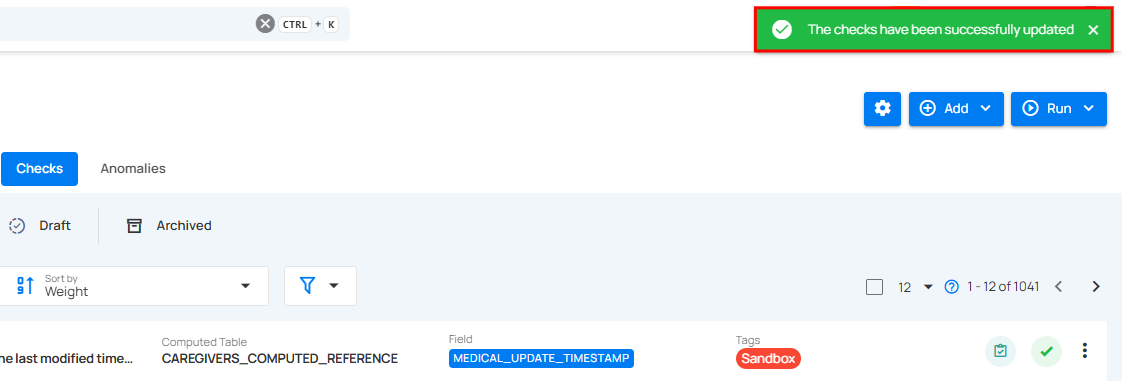 CTRL + K
The checks have been successfully updated
Add
Run
Checks
Anomalies
Draft
Archived
Sort by
Weight
12
1 - 12 of 1041
he last modified time...
Computed Table
CAREGIVERS_COMPUTED_REFERENCE
Field
MEDICAL_UPDATE_TIMESTAMP
Tags
Sandbox